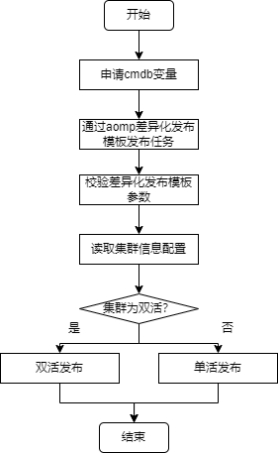 开始
申请cmdb变量
通过aomp差异化发布
模板发布任务
校验差异化发布模板
参数
读取集群信息配置
集群为双活?
是
否
双活发布
单活发布
结束